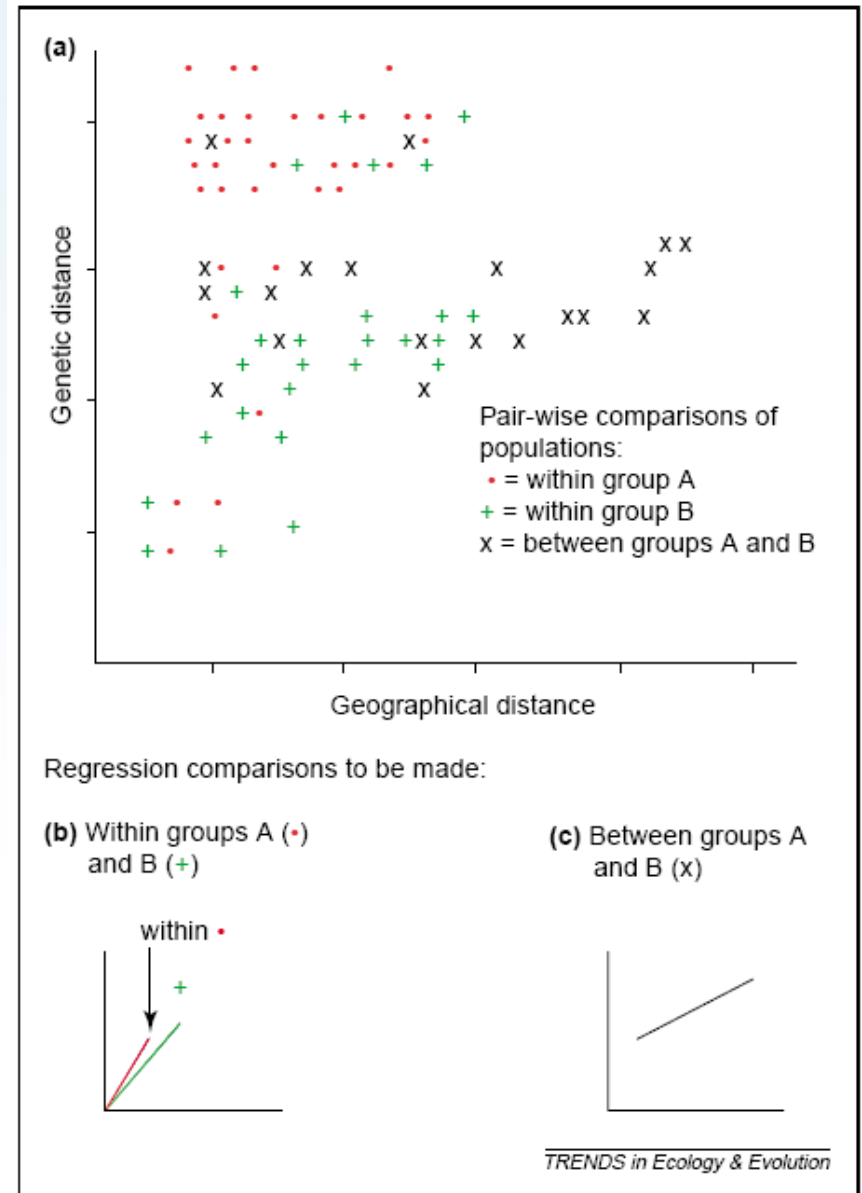 (a)
Genetic distance
Pair-wise comparisons of
populations:
• = within group A
+ = within group B
x = between groups A and B
Geographical distance
Regression comparisons to be made:
(b) Within groups A (•)
and B (+)
(c) Between groups A
and B (x)
within •
+
TRENDS in Ecology & Evolution